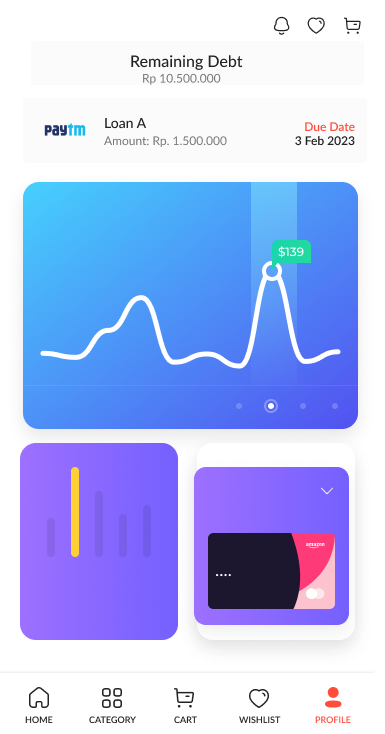 Remaining Debt
Rp 10.500.000
paytm
Loan A
Amount: Rp. 1.500.000
Due Date
3 Feb 2023
$139
amazon
HOME
CATEGORY
CART
WISHLIST
PROFILE